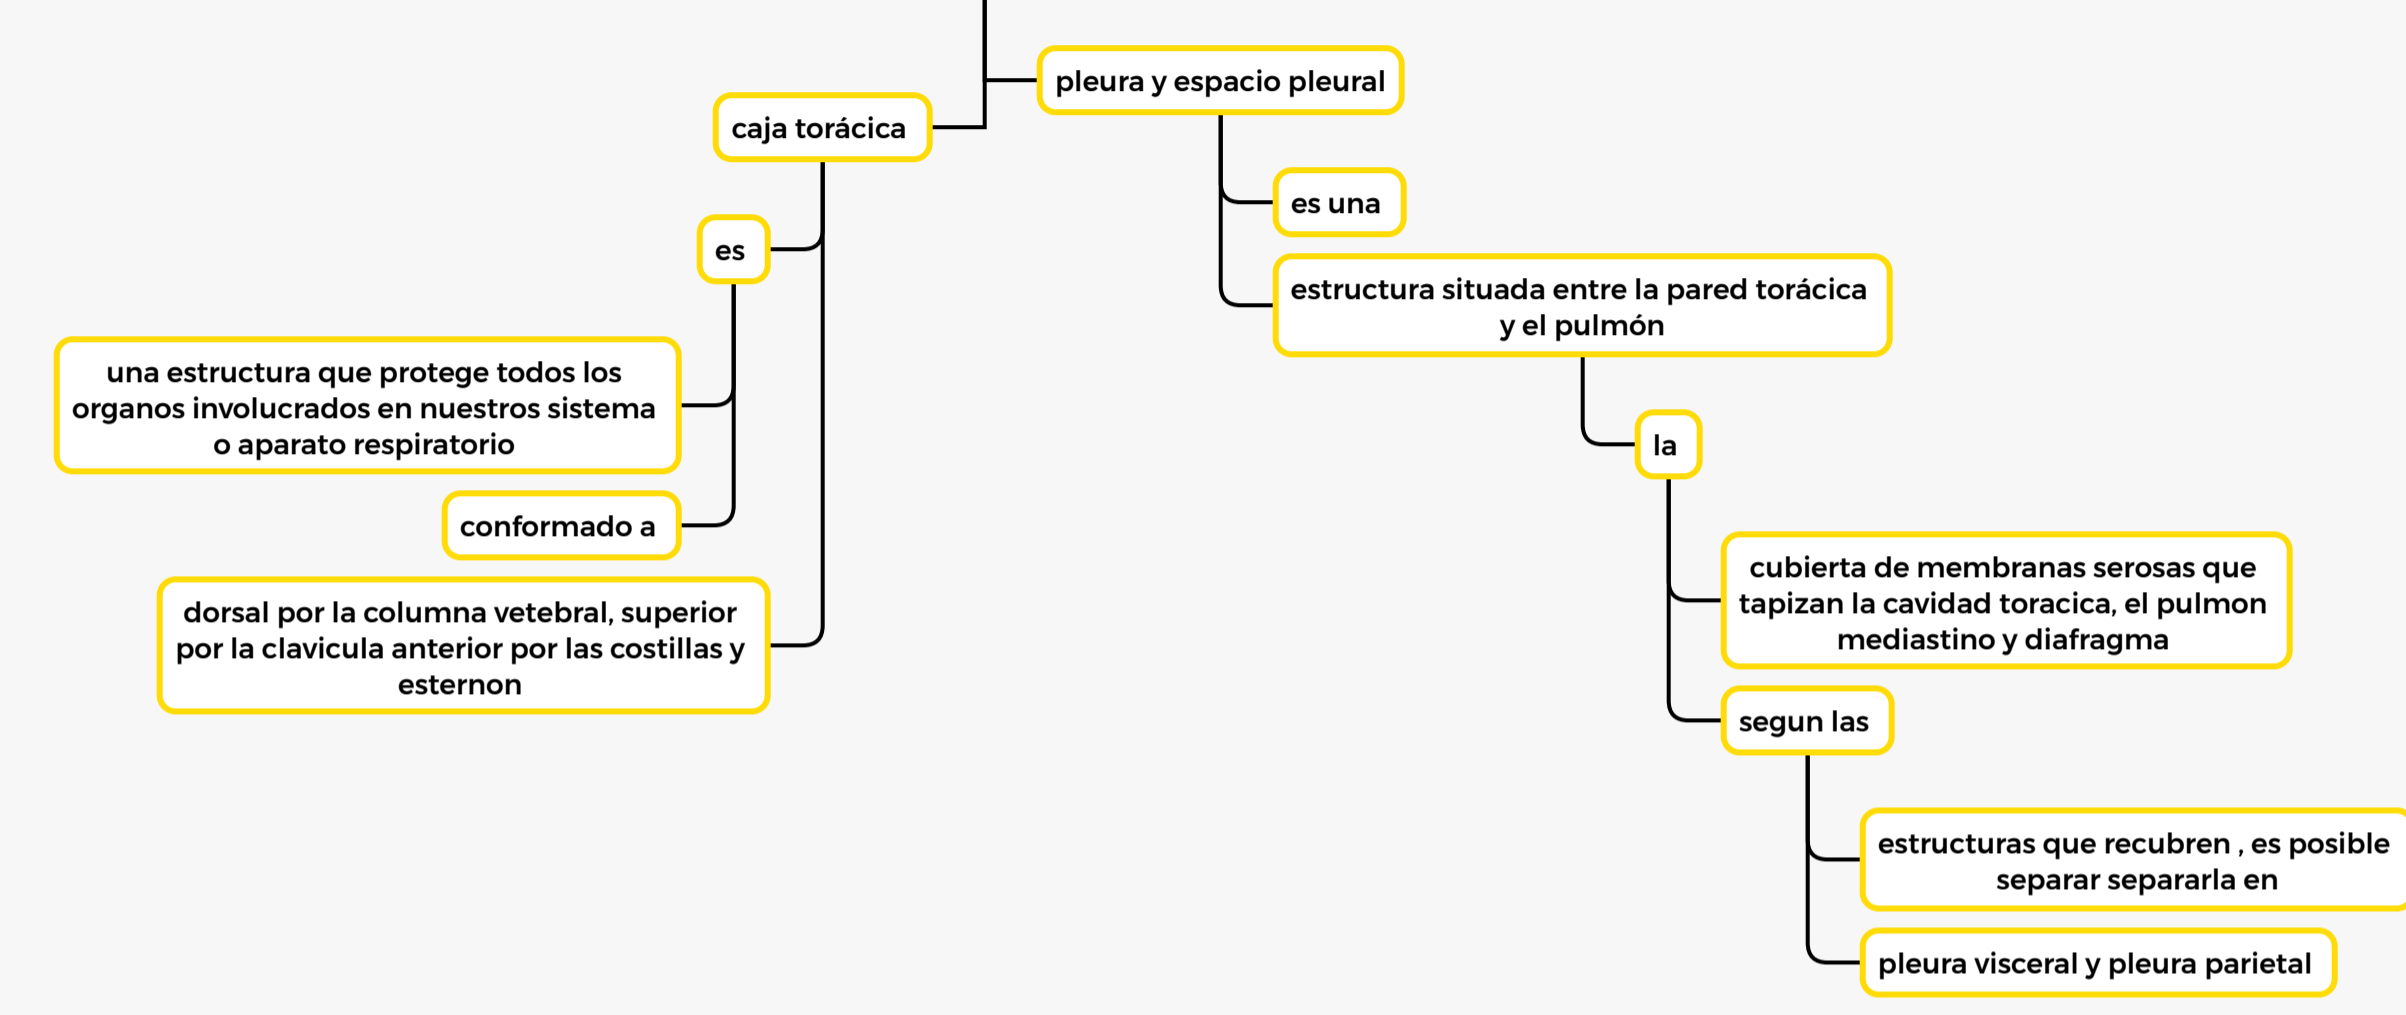 pleura y espacio pleural
caja torácica
es una
es
estructura situada entre la pared torácica
y el pulmón
una estructura que protege todos los
organos involucrados en nuestros sistema
o aparato respiratorio
la
conformado a
cubierta de membranas serosas que
tapizan la cavidad toracica, el pulmon
mediastino y diafragma
dorsal por la columna vetebral, superior
por la clavicula anterior por las costillas y
esternon
segun las
estructuras que recubren , es posible
separar separarla en
pleura visceral y pleura parietal